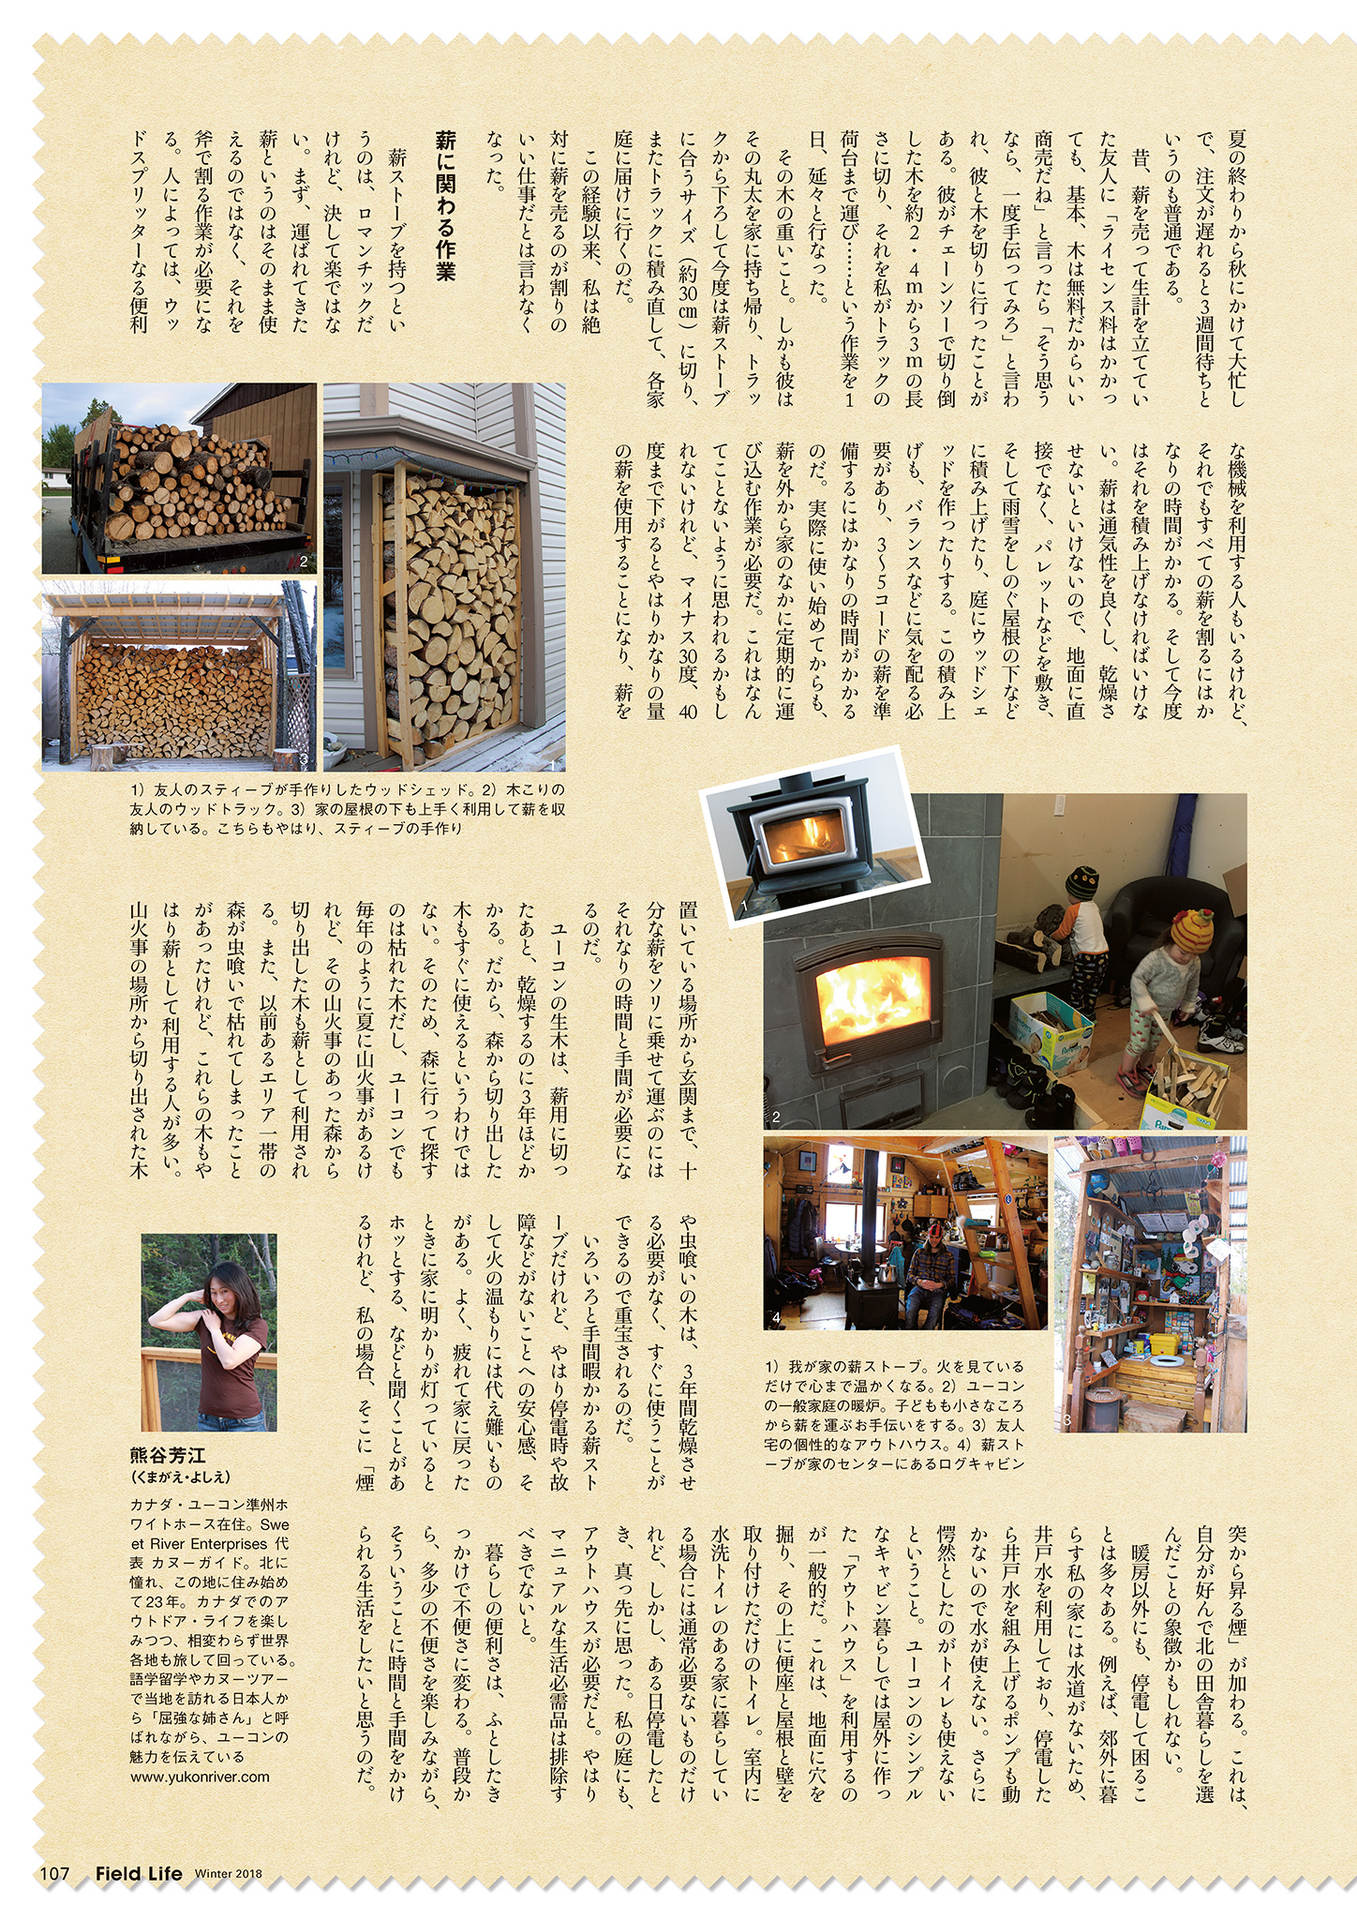 夏の終わりから秋にかけて大忙し
で、注文が遅れると3週間待ちと
いうのも普通である。
昔、薪を売って生計を立ててい
た友人に「ライセンス料はかかっ
ても、基本、木は無料だからいい
商売だね」と言ったら「そう思う
なら、一度手伝ってみろ」と言わ
れ、彼と木を切りに行ったことが
ある。彼がチェーンソーで切り倒
した木を約2・4mから3mの長
さに切り、それを私がトラックの
荷台まで運び……という作業を1
日、延々と行なった。
その木の重いこと。しかも彼は
その丸太を家に持ち帰り、トラッ
クから下ろして今度は薪ストーブ
に合うサイズ（約30㎝）に切り、
またトラックに積み直して、各家
庭に届けに行くのだ。
この経験以来、私は絶
対に薪を売るのが割りの
いい仕事だとは言わなく
なった。
薪に関わる作業
薪ストーブを持つとい
うのは、ロマンチックだ
けれど、決して楽ではな
い。まず、運ばれてきた
薪というのはそのまま使
えるのではなく、それを
斧で割る作業が必要にな
る。人によっては、ウッ
ドスプリッターなる便利
な機械を利用する人もいるけれど、
それでもすべての薪を割るにはか
なりの時間がかかる。そして今度
はそれを積み上げなければいけな
い。薪は通気性を良くし、乾燥さ
せないといけないので、地面に直
接でなく、パレットなどを敷き、
そして雨雪をしのぐ屋根の下など
に積み上げたり、庭にウッドシェ
ッドを作ったりする。この積み上
げも、バランスなどに気を配る必
要があり、3〜5コードの薪を準
備するにはかなりの時間がかかる
のだ。実際に使い始めてからも、
薪を外から家のなかに定期的に運
び込む作業が必要だ。これはなん
てことないように思われるかもし
れないけれど、マイナス30度、40
度まで下がるとやはりかなりの量
の薪を使用することになり、薪を
2
3
1
1）友人のスティーブが手作りしたウッドシェッド。2）木こりの
友人のウッドトラック。3）家の屋根の下も上手く利用して薪を収
納している。こちらもやはり、スティーブの手作り
置いている場所から玄関まで、十
分な薪をソリに乗せて運ぶのには
それなりの時間と手間が必要にな
るのだ。
ユーコンの生木は、薪用に切っ
たあと、乾燥するのに3年ほどか
かる。だから、森から切り出した
木もすぐに使えるというわけでは
ない。そのため、森に行って探す
のは枯れた木だし、ユーコンでも
毎年のように夏に山火事があるけ
れど、その山火事のあった森から
切り出した木も薪として利用され
る。また、以前あるエリア一帯の
森が虫喰いで枯れてしまったこと
があったけれど、これらの木もや
はり薪として利用する人が多い。
山火事の場所から切り出された木
や虫喰いの木は、3年間乾燥させ
る必要がなく、すぐに使うことが
できるので重宝されるのだ。
いろいろと手間暇かかる薪スト
ーブだけれど、やはり停電時や故
障などがないことへの安心感、そ
して火の温もりには代え難いもの
がある。よく、疲れて家に戻った
ときに家に明かりが灯っていると
ホッとする、などと聞くことがあ
るけれど、私の場合、そこに「煙
1
2
3
4
1）我が家の薪ストーブ。火を見ている
だけで心まで温かくなる。2）ユーコン
の一般家庭の暖炉。子どもも小さなころ
から薪を運ぶお手伝いをする。3）友人
宅の個性的なアウトハウス。4）薪スト
ーブが家のセンターにあるログキャビン
突から昇る煙」が加わる。これは、
自分が好んで北の田舎暮らしを選
んだことの象徴かもしれない。
暖房以外にも、停電して困るこ
とは多々ある。例えば、郊外に暮
らす私の家には水道がないため、
井戸水を利用しており、停電した
ら井戸水を組み上げるポンプも動
かないので水が使えない。さらに
愕然としたのがトイレも使えない
ということ。ユーコンのシンプル
なキャビン暮らしでは屋外に作っ
た「アウトハウス」を利用するの
が一般的だ。これは、地面に穴を
掘り、その上に便座と屋根と壁を
取り付けただけのトイレ。室内に
水洗トイレのある家に暮らしてい
る場合には通常必要ないものだけ
れど、しかし、ある日停電したと
き、真っ先に思った。私の庭にも、
アウトハウスが必要だと。やはり
マニュアルな生活必需品は排除す
べきでないと。
暮らしの便利さは、ふとしたき
っかけで不便さに変わる。普段か
ら、多少の不便さを楽しみながら、
そういうことに時間と手間をかけ
られる生活をしたいと思うのだ。
熊谷芳江
（くまがえ・よしえ）
カナダ・ユーコン準州ホ
ワイトホース在住。Swe
et River Enterprises 代
表 カヌーガイド。北に
憧れ、この地に住み始め
て23年。カナダでのア
ウトドア・ライフを楽し
みつつ、相変わらず世界
各地も旅して回っている。
語学留学やカヌーツアー
で当地を訪れる日本人か
ら「屈強な姉さん」と呼
ばれながら、ユーコンの
魅力を伝えている
www.yukonriver.com
107 Field Life Winter 2018